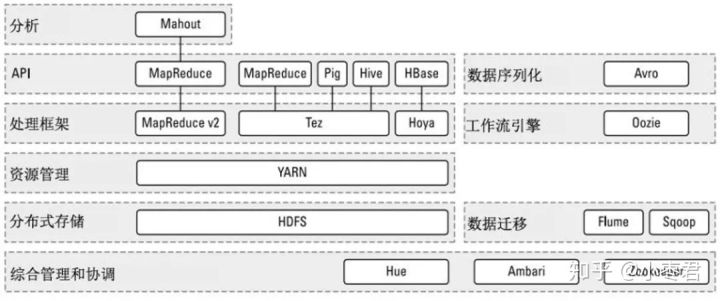 分析 Mahout
API MapReduce MapReduce Pig Hive HBase 数据序列化 Avro
处理框架 MapReduce v2 Tez Hoya 工作流引擎 Oozie
资源管理 YARN
分布式存储 HDFS 数据迁移 Flume Sqoop
综合管理和协调 Hue Ambari Zookeeper
知乎 @小枣君